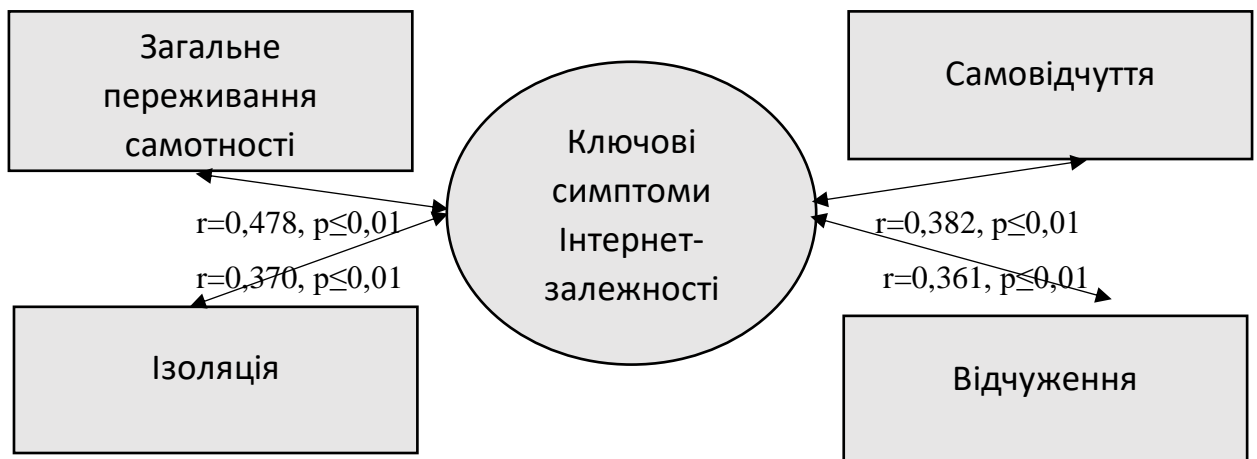 Загальне
переживання
самотності
Самовідчуття
Ключові
симптоми
Інтернет-
залежності
r=0,478, p≤0,01
r=0,382, p≤0,01
r=0,370, p≤0,01
r=0,361, p≤0,01
Ізоляція
Відчуження